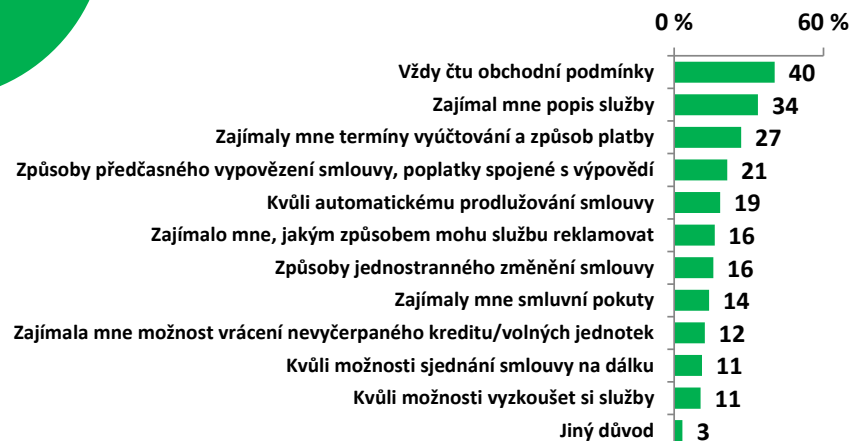 0 % 60 %
Vždy čtu obchodní podmínky 40
Zajímal mne popis služby 34
Zajímaly mne termíny vyúčtování a způsob platby 27
Způsoby předčasného vypovězení smlouvy, poplatky spojené s výpovědí 21
Kvůli automatickému prodlužování smlouvy 19
Zajímalo mne, jakým způsobem mohu službu reklamovat 16
Způsoby jednostranného změnění smlouvy 16
Zajímaly mne smluvní pokuty 14
Zajímala mne možnost vrácení nevyčerpaného kreditu/volných jednotek 12
Kvůli možnosti sjednání smlouvy na dálku 11
Kvůli možnosti vyzkoušet si služby 11
Jiný důvod 3